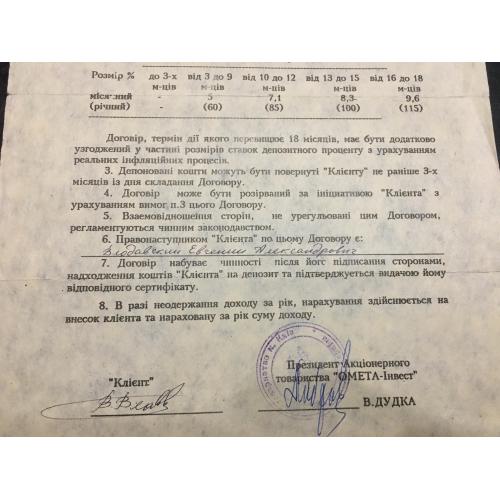 Розмір % до 3-х від 3 до 9 від 10 до 12 від 13 до 15 від 16 до 18
м-ців м-ців м-ців м-ців м-ців
місячний - 5 7,1 8,3 9,6
(річний) - (60) (85) (100) (115)
Договір, термін дії якого перевищує 18 місяців, має бути додатково
узгоджений у частині розмірів ставок депозитного проценту з урахуванням
реальних інфляційних процесів.
3. Депоновані кошти можуть бути повернуті "Клієнту" не раніше 3-х
місяців із дня складання Договору.
4. Договір може бути розірваний за ініціативою "Клієнта" з
урахуванням вимог п.3 цього Договору.
5. Взаємовідношення сторін, не урегульовані цим Договором,
регламентуються чинним законодавством.
6. Правонаступником "Клієнта" по цьому Договору є:
Евгений Александрович
7. Договір набуває чинності після його підписання сторонами,
надходження коштів "Клієнта" на депозит та підтверджується видачою йому
відповідного сертифікату.
8. В разі неодержання доходу за рік, нарахування здійснюється на
внесок клієнта та нараховану за рік суму доходу.
м. Київ
Президент Акціонерного
товариства "ОМЕТА-Інвест"
"Клієнт"
В.ДУДКА